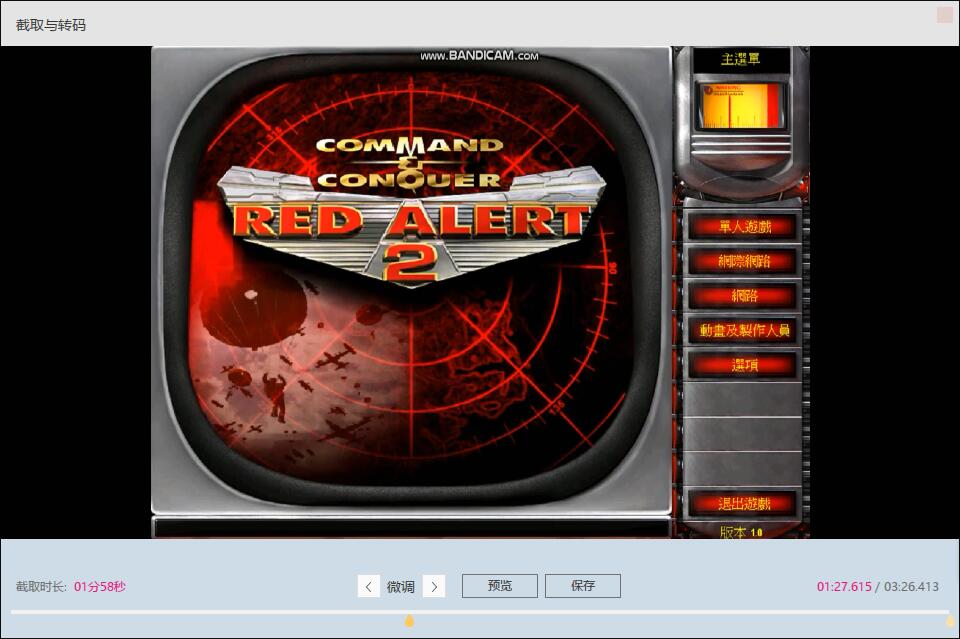 截取与转码
WWW.BANDICAM.COM
主選單
COMMAND
&
CONQUER
RED ALERT
2
單人遊戲
網際網路
網路
動畫及製作人員
選項
退出遊戲
版本 1.0
截取时长: 01分58秒
微调
预览
保存
01:27.615 / 03:26.413